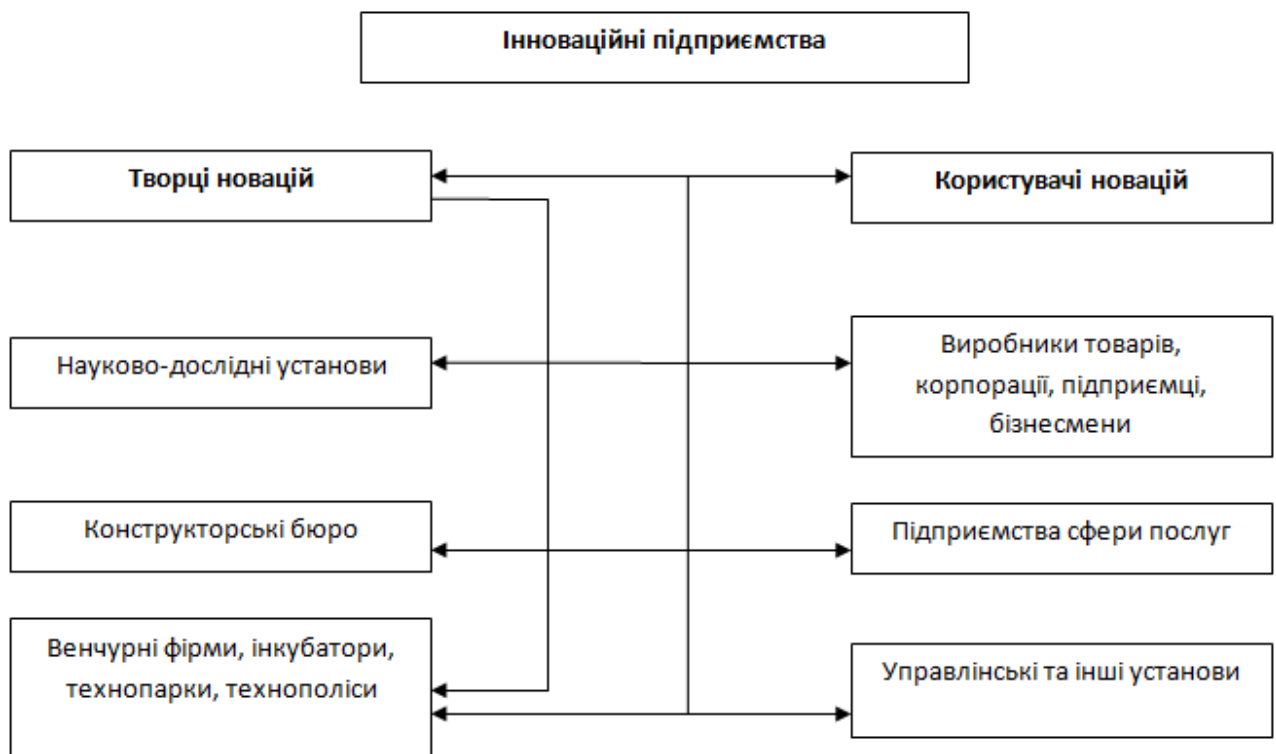 Інноваційні підприємства
Творці новацій
Користувачі новацій
Науково-дослідні установи
Виробники товарів,
корпорації, підприємці,
бізнесмени
Конструкторські бюро
Підприємства сфери послуг
Венчурні фірми, інкубатори,
технопарки, технополіси
Управлінські та інші установи